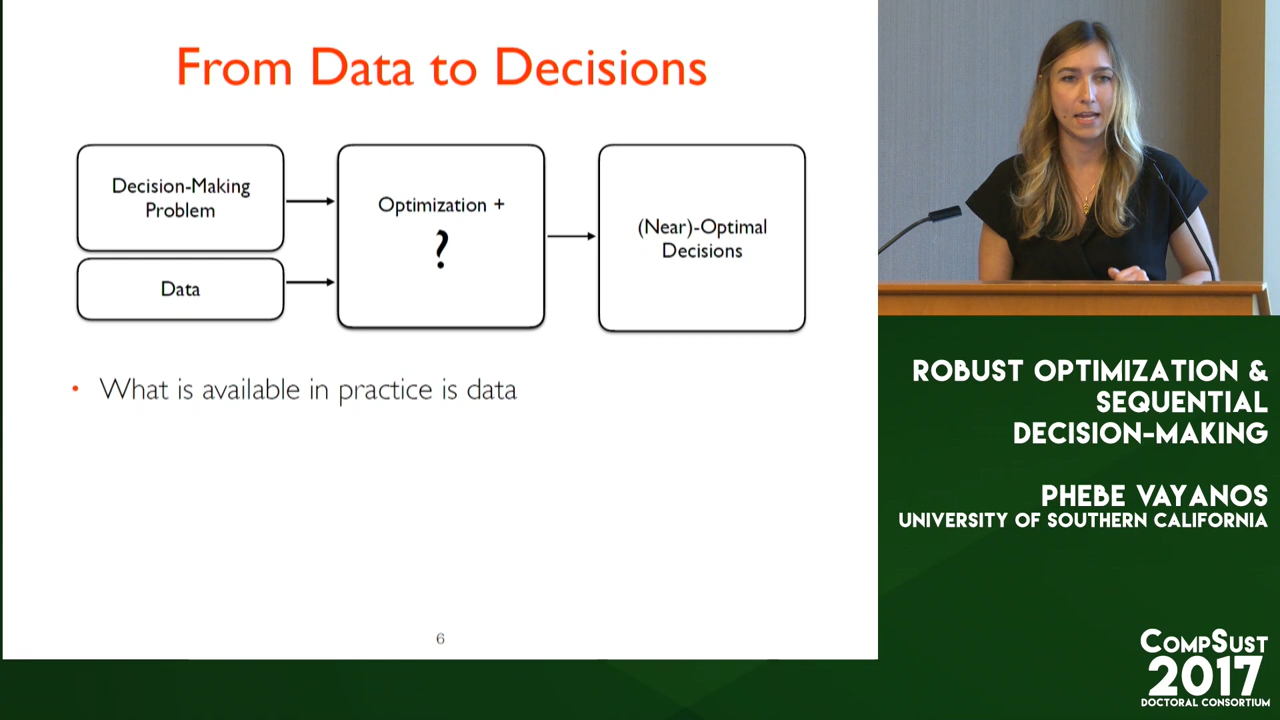 From Data to Decisions
Decision-Making
Problem
Data
Optimization +
?
(Near)-Optimal
Decisions
• What is available in practice is data
6
ROBUST OPTIMIZATION &
SEQUENTIAL
DECISION-MAKING
PHEBE VAYANOS
UNIVERSITY OF SOUTHERN CALIFORNIA
COMPSUST
2017
DOCTORAL CONSORTIUM